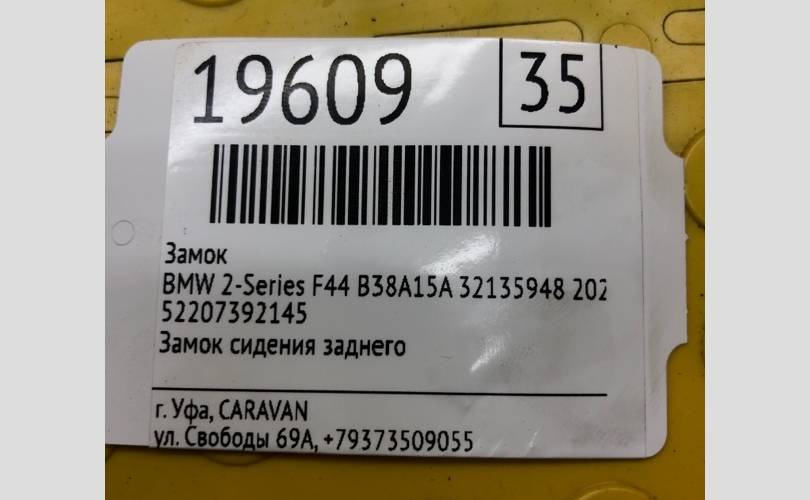 19609 35
Замок
BMW 2-Series F44 B38A15A 32135948 202
52207392145
Замок сидения заднего
г. Уфа, CARAVAN
ул. Свободы 69А, +79373509055